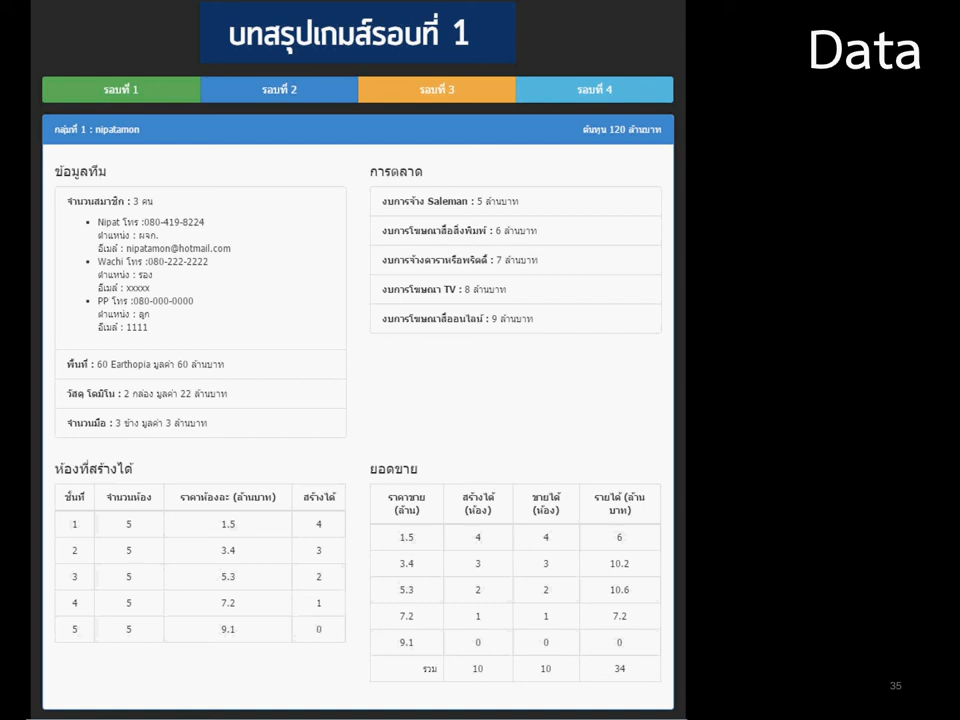 บทสรุปเกมส์รอบที่ 1
Data
รอบที่ 1
รอบที่ 2
รอบที่ 3
รอบที่ 4
กลุ่มที่ 1 : nipatamon
ต้นทุน 120 ล้านบาท
ข้อมูลทีม
จำนวนสมาชิก : 3 คน
Nipat โทร :080-419-8224
ตำแหน่ง : ผจก.
อีเมล์ : nipatamon@hotmail.com
Wachi โทร :080-222-2222
ตำแหน่ง : รอง
อีเมล์ : xxxxx
PP โทร :080-000-0000
ตำแหน่ง : ลูก
อีเมล์ : 1111
พื้นที่ : 60 Earthopia มูลค่า 60 ล้านบาท
วัสดุ โดมิโน : 2 กล่อง มูลค่า 22 ล้านบาท
จำนวนมือ : 3 ข้าง มูลค่า 3 ล้านบาท
การตลาด
งบการจ้าง Saleman : 5 ล้านบาท
งบการโฆษณาสื่อสิ่งพิมพ์ : 6 ล้านบาท
งบการจ้างดาราหรือพริตตี้ : 7 ล้านบาท
งบการโฆษณา TV : 8 ล้านบาท
งบการโฆษณาสื่ออนไลน์ : 9 ล้านบาท
ห้องที่สร้างได้
ชั้นที่ จำนวนห้อง ราคาห้องละ (ล้านบาท) สร้างได้
1 5 1.5 4
2 5 3.4 3
3 5 5.3 2
4 5 7.2 1
5 5 9.1 0
ยอดขาย
ราคาขาย สร้างได้ ขายได้ รายได้ (ล้าน
(ล้าน) (ห้อง) (ห้อง) บาท)
1.5 4 4 6
3.4 3 3 10.2
5.3 2 2 10.6
7.2 1 1 7.2
9.1 0 0 0
รวม 10 10 34
35